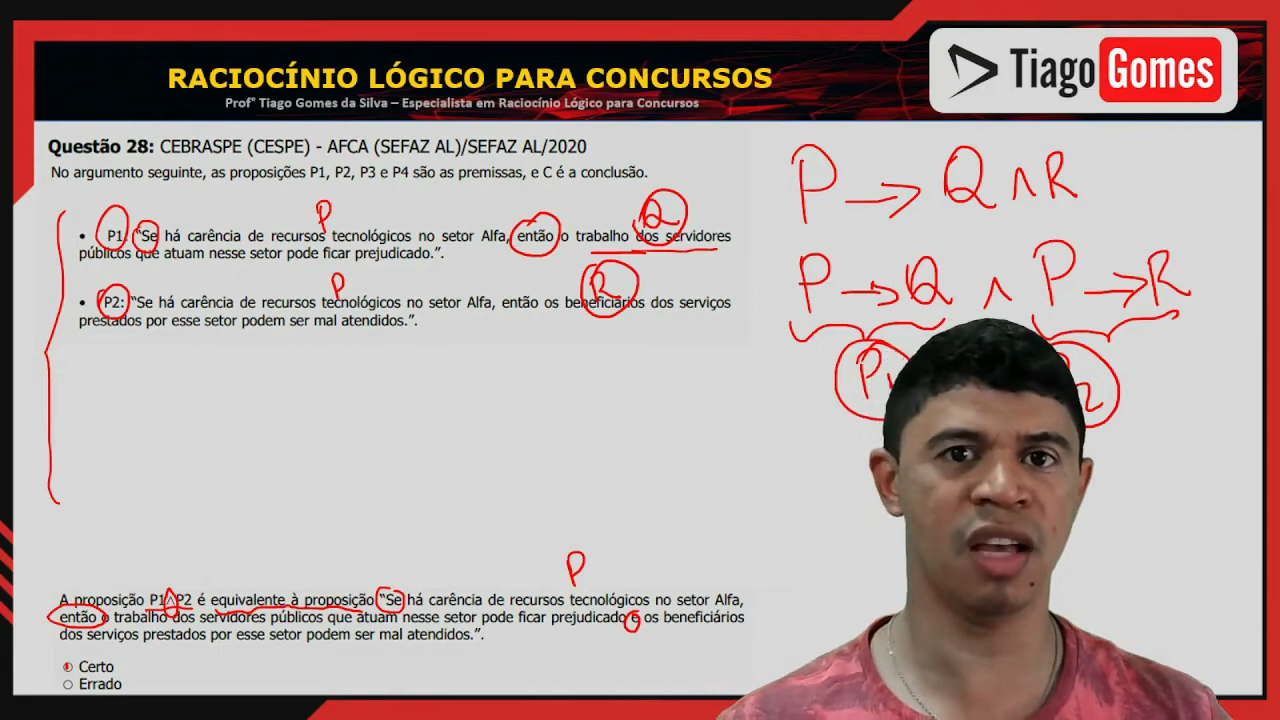 RACIOCÍNIO LÓGICO PARA CONCURSOS
Profº Tiago Gomes da Silva – Especialista em Raciocínio Lógico para Concursos
Tiago Gomes
Questão 28: CEBRASPE (CESPE) - AFCA (SEFAZ AL)/SEFAZ AL/2020
No argumento seguinte, as proposições P1, P2, P3 e P4 são as premissas, e C é a conclusão.
P
Q
• P1: “Se há carência de recursos tecnológicos no setor Alfa, então o trabalho dos servidores
públicos que atuam nesse setor pode ficar prejudicado.”.
P
R
• P2: “Se há carência de recursos tecnológicos no setor Alfa, então os beneficiários dos serviços
prestados por esse setor podem ser mal atendidos.”.
P → Q ∧ R
P → Q ∧ P → R
P1
2
P
A proposição P1∧P2 é equivalente à proposição “Se há carência de recursos tecnológicos no setor Alfa,
então o trabalho dos servidores públicos que atuam nesse setor pode ficar prejudicado e os beneficiários
dos serviços prestados por esse setor podem ser mal atendidos.”.
Certo
Errado